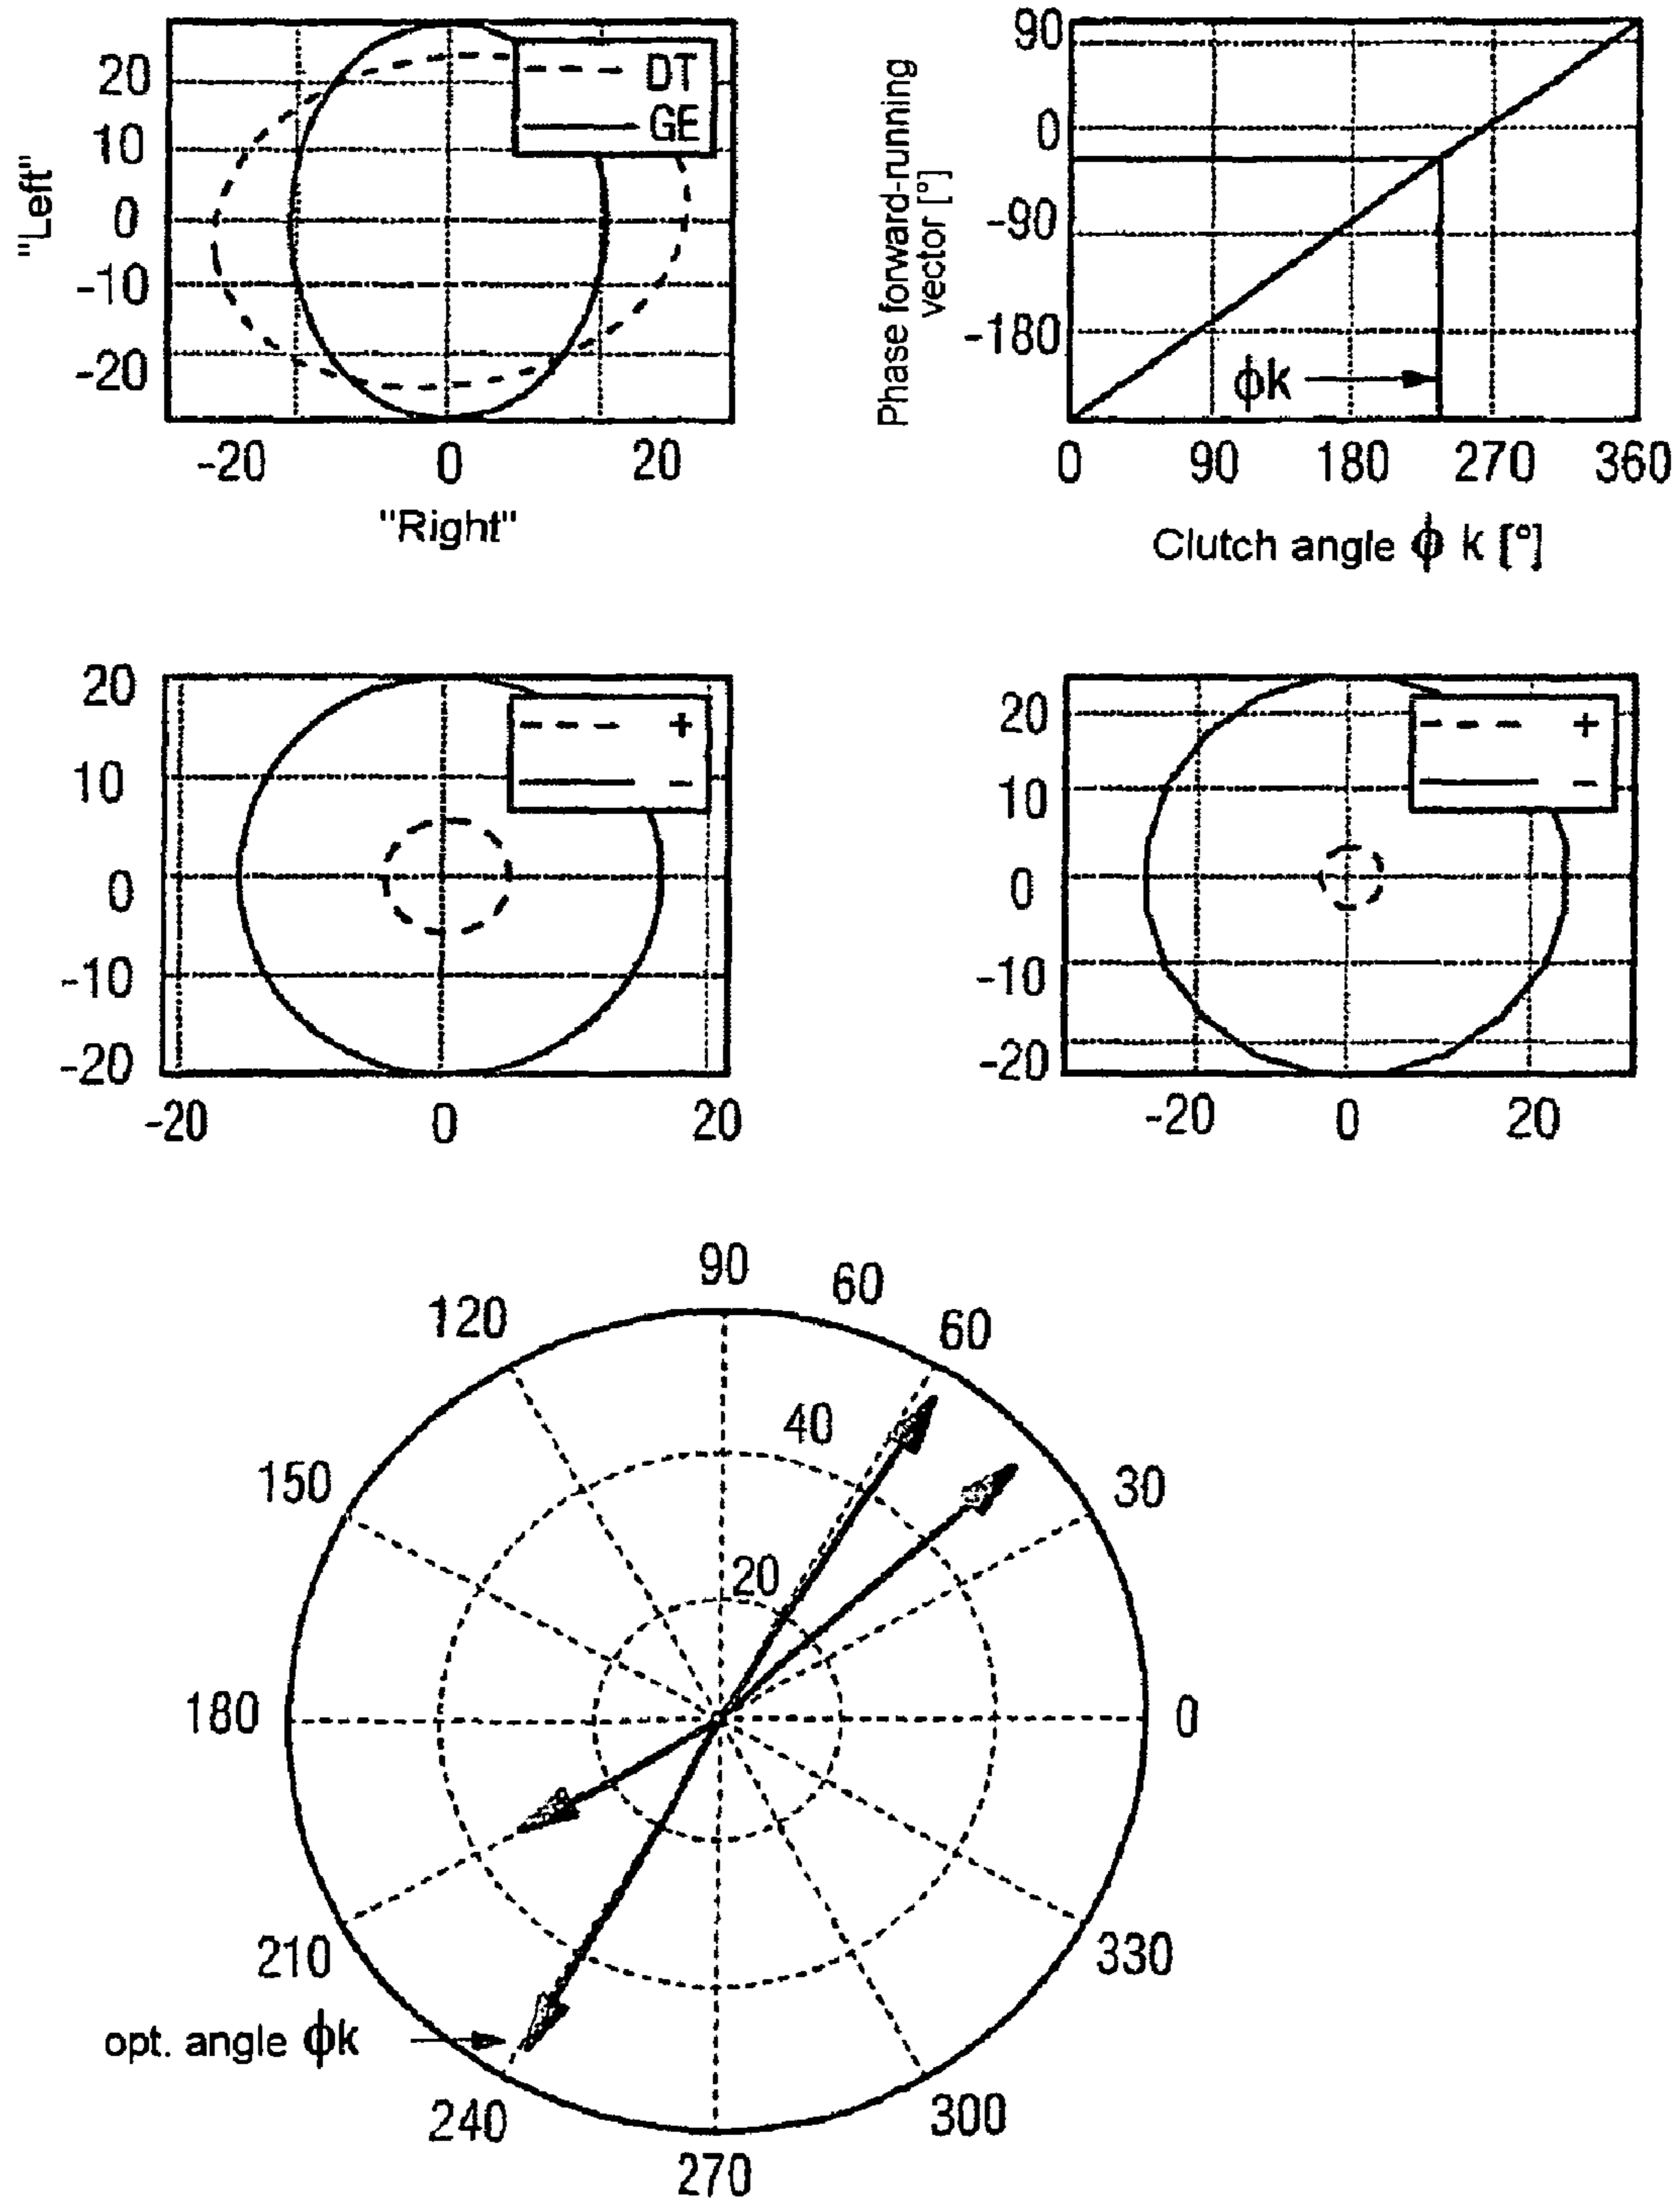 20
10
0
-10
-20
"Left"
DT
GE
-20 0 20
"Right"
90
0
-90
-180
Phase forward-running
vector [°]
ϕk
0 90 180 270 360
Clutch angle ϕ k [°]
20
10
0
-10
-20
+
−
-20 0 20
20
10
0
-10
-20
+
−
-20 0 20
90
60
120
60
40
150
30
20
180
0
210
330
opt. angle ϕk
240
300
270